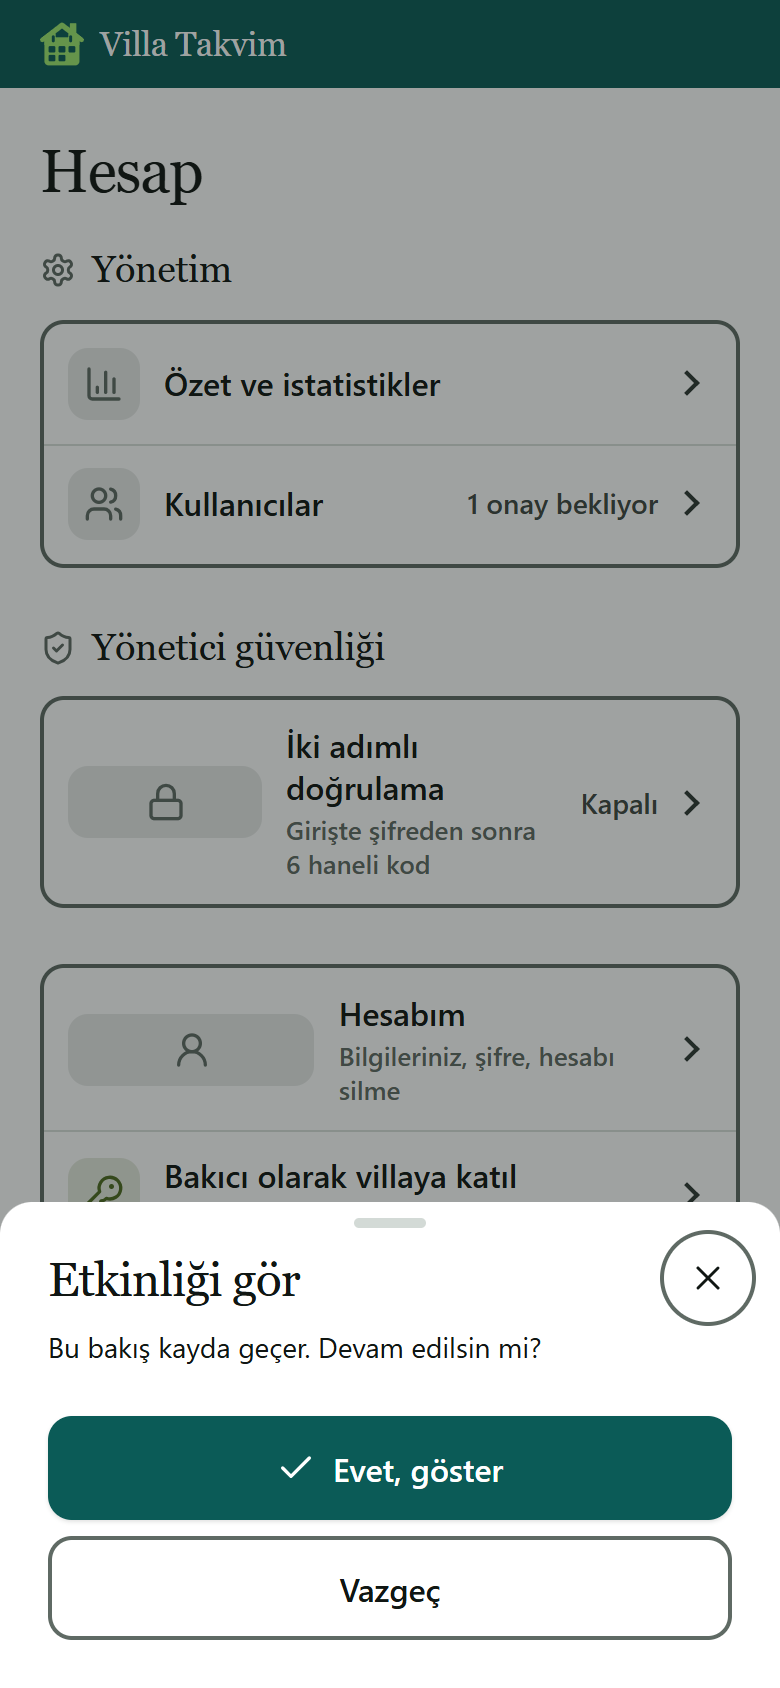 Villa Takvim
Hesap
Yönetim
Özet ve istatistikler
Kullanıcılar
1 onay bekliyor
Yönetici güvenliği
İki adımlı
doğrulama
Girişte şifreden sonra
6 haneli kod
Kapalı
Hesabım
Bilgileriniz, şifre, hesabı
silme
Bakıcı olarak villaya katıl
Etkinliği gör
Bu bakış kayda geçer. Devam edilsin mi?
Evet, göster
Vazgeç